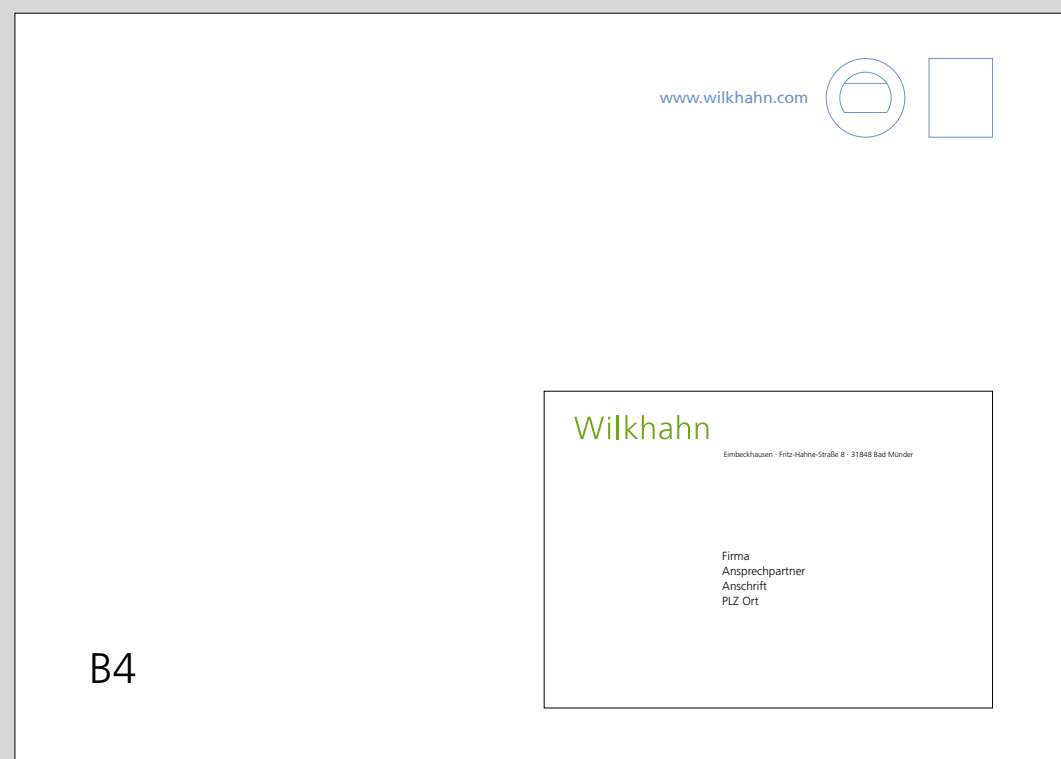 www.wilkhahn.com
Wilkhahn
Eimbeckhausen · Fritz-Hahne-Straße 8 · 31848 Bad Münder
Firma
Ansprechpartner
Anschrift
PLZ Ort
B4